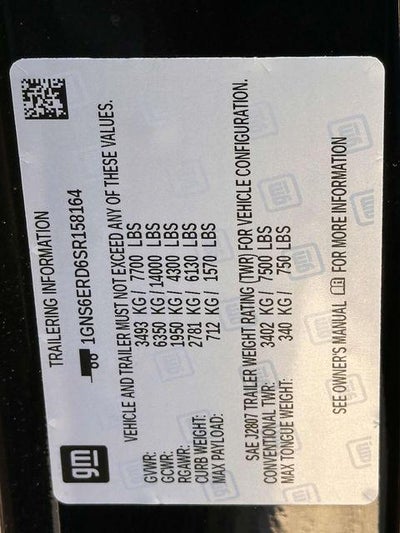 gm
TRAILERING INFORMATION
1GNS6ERD6SR158164
VEHICLE AND TRAILER MUST NOT EXCEED ANY OF THESE VALUES.
GVWR: 3493 KG/ 7700 LBS
GCWR: 6350 KG/14000 LBS
RGAWR: 1950 KG/ 4300 LBS
CURB WEIGHT: 2781 KG/ 6130 LBS
MAX PAYLOAD: 712 KG/ 1570 LBS
SAE J2807 TRAILER WEIGHT RATING (TWR) FOR VEHICLE CONFIGURATION.
CONVENTIONAL TWR: 3402 KG/ 7500 LBS
MAX TONGUE WEIGHT: 340 KG/ 750 LBS
SEE OWNER'S MANUAL FOR MORE INFORMATION